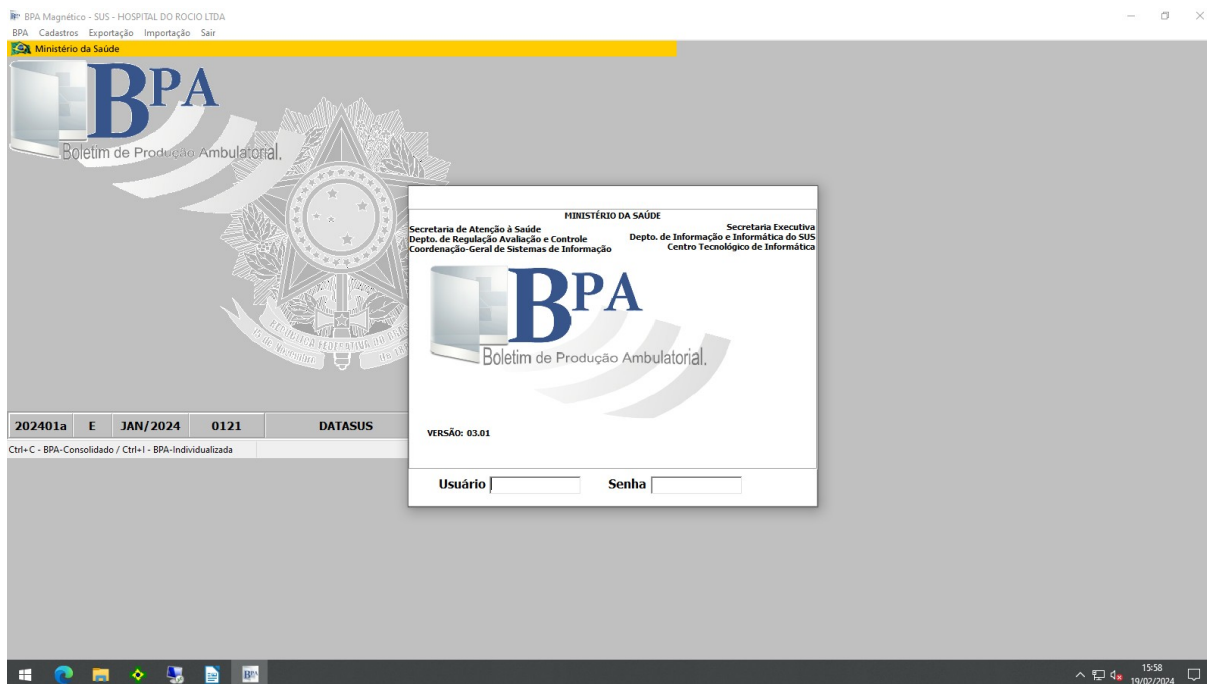 BPA Magnético - SUS - HOSPITAL DO ROCIO LTDA
BPA Cadastros Exportação Importação Sair
Ministério da Saúde
BPA
Boletim de Produção Ambulatorial.
MINISTÉRIO DA SAÚDE
Secretaria de Atenção à Saúde
Depto. de Regulação Avaliação e Controle
Coordenação-Geral de Sistemas de Informação
Secretaria Executiva
Depto. de Informação e Informática do SUS
Centro Tecnológico de Informática
BPA
Boletim de Produção Ambulatorial.
VERSÃO: 03.01
Usuário Senha
202401a E JAN/2024 0121 DATASUS
Ctrl+C - BPA-Consolidado / Ctrl+I - BPA-Individualizada
BPA
15:58
19/02/2024